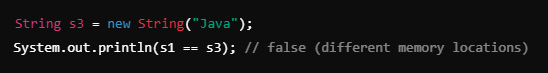 String s3 = new String("Java");
System.out.println(s1 == s3); // false (different memory locations)